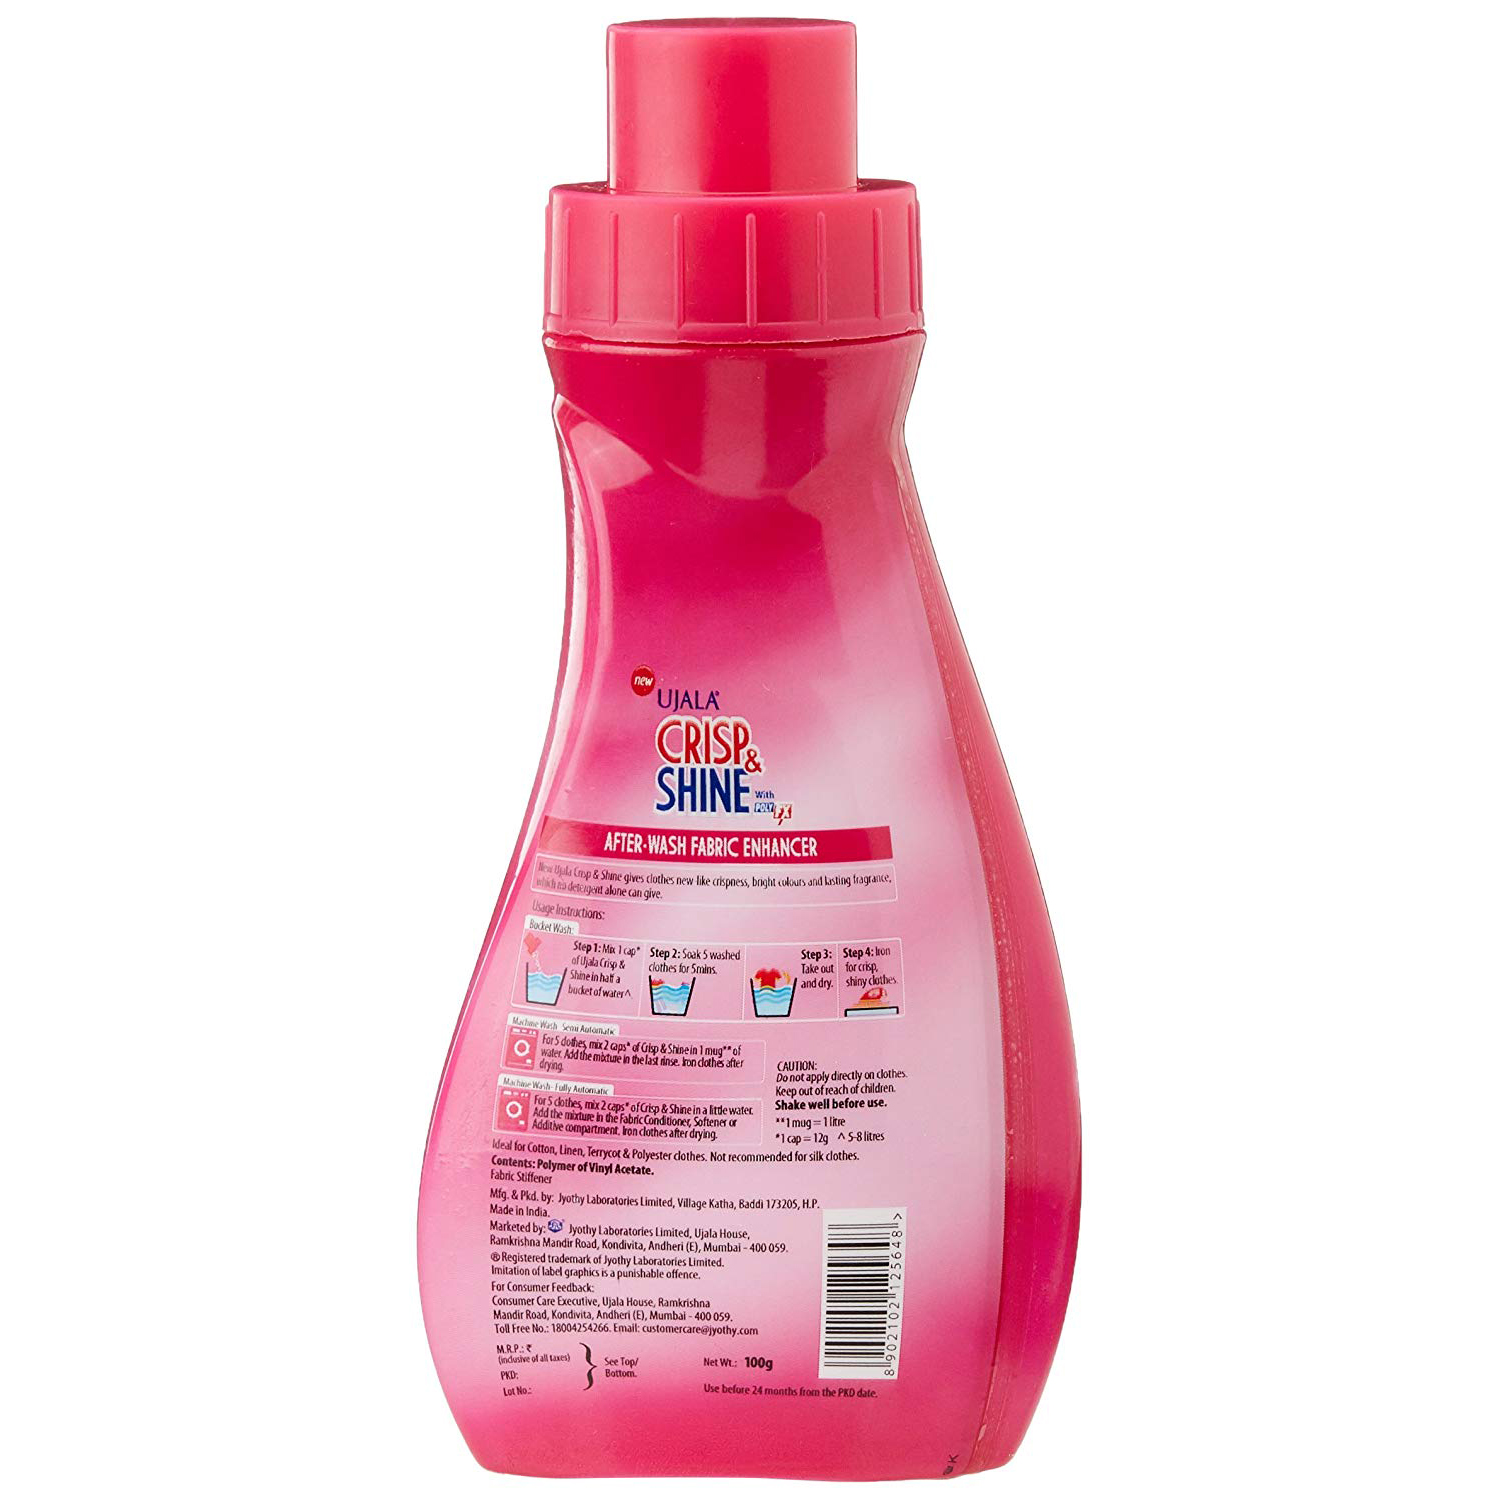 new
UJALA®
CRISP &
SHINE With
POLY FX
AFTER-WASH FABRIC ENHANCER
New Ujala Crisp & Shine gives clothes new-like crispness, bright colours and lasting fragrance,
which no detergent alone can give.
Usage Instructions:
Bucket Wash:
Step 1: Mix 1 cap*
of Ujala Crisp &
Shine in half a
bucket of water^.
Step 2: Soak 5 washed
clothes for 5mins.
Step 3:
Take out
and dry.
Step 4: Iron
for crisp,
shiny clothes.
Machine Wash- Semi Automatic
For 5 clothes, mix 2 caps* of Crisp & Shine in 1 mug** of
water. Add the mixture in the last rinse. Iron clothes after
drying.
Machine Wash- Fully Automatic
For 5 clothes, mix 2 caps* of Crisp & Shine in a little water.
Add the mixture in the Fabric Conditioner, Softener or
Additive compartment. Iron clothes after drying.
CAUTION:
Do not apply directly on clothes.
Keep out of reach of children.
Shake well before use.
**1 mug = 1 litre
*1 cap = 12g ^ 5-8 litres
Ideal for Cotton, Linen, Terrycot & Polyester clothes. Not recommended for silk clothes.
Contents: Polymer of Vinyl Acetate.
Fabric Stiffener
Mfg. & Pkd. by: Jyothy Laboratories Limited, Village Katha, Baddi 173205, H.P.
Made in India.
Marketed by: Jyothy Laboratories Limited, Ujala House,
Ramkrishna Mandir Road, Kondivita, Andheri (E), Mumbai - 400 059.
® Registered trademark of Jyothy Laboratories Limited.
Imitation of label graphics is a punishable offence.
For Consumer Feedback:
Consumer Care Executive, Ujala House, Ramkrishna
Mandir Road, Kondivita, Andheri (E), Mumbai - 400 059.
Toll Free No.: 18004254266. Email: customercare@jyothy.com
M.R.P.: ₹
(inclusive of all taxes)
PKD:
Lot No.:
See Top/
Bottom.
Net Wt.: 100g
Use before 24 months from the PKD date.
8 902102 125648 >